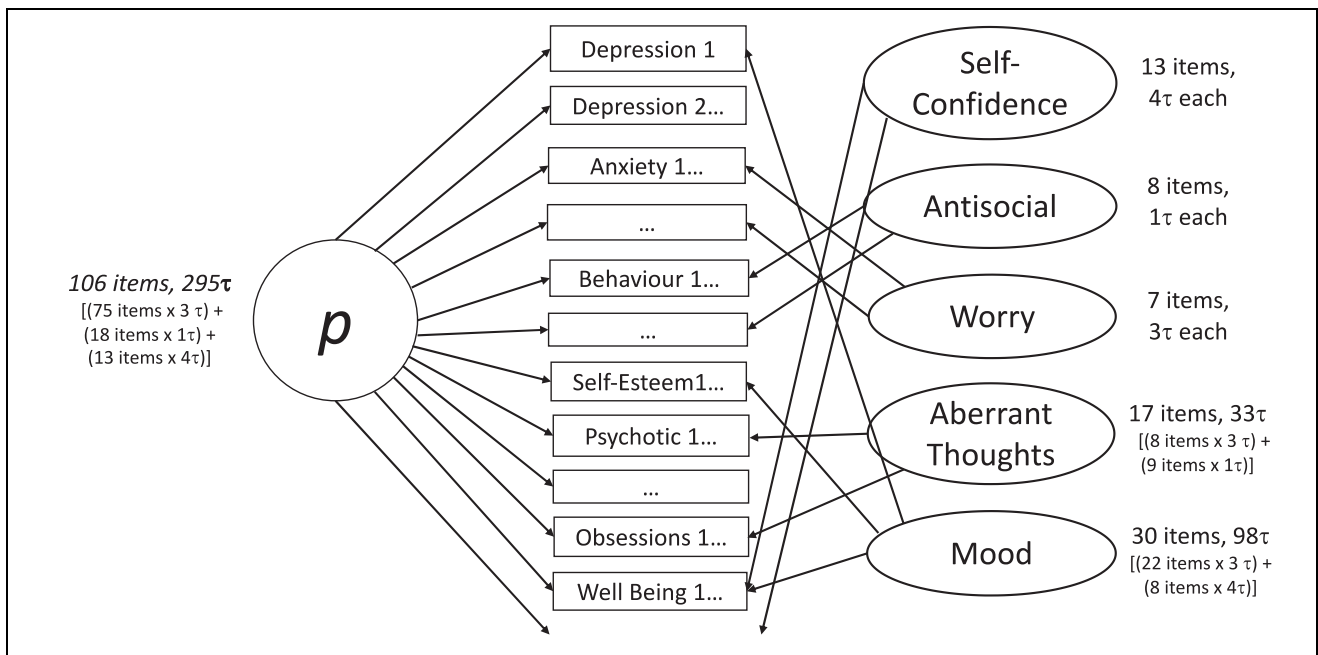 106 items, 295τ
[(75 items x 3 τ) +
(18 items x 1τ) +
(13 items x 4τ)]
p
Depression 1
Depression 2...
Anxiety 1...
...
Behaviour 1...
...
Self-Esteem1...
Psychotic 1...
...
Obsessions 1...
Well Being 1...
Self-
Confidence
13 items,
4τ each
Antisocial
8 items,
1τ each
Worry
7 items,
3τ each
Aberrant
Thoughts
17 items, 33τ
[(8 items x 3 τ) +
(9 items x 1τ)]
Mood
30 items, 98τ
[(22 items x 3 τ) +
(8 items x 4τ)]